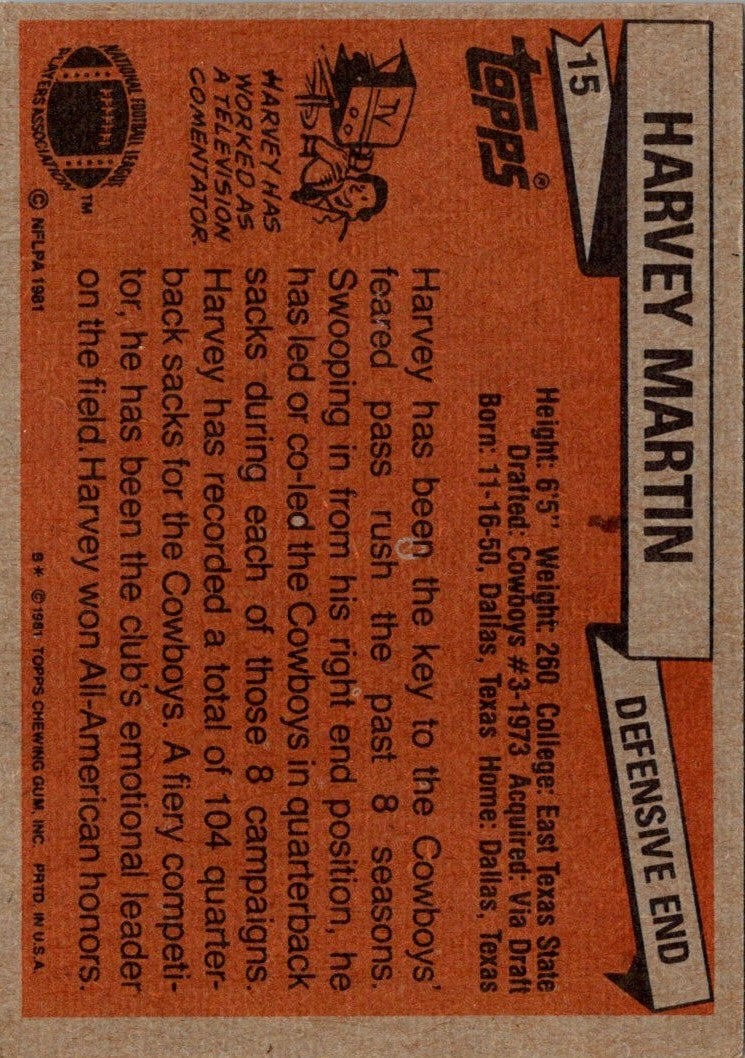 15
HARVEY MARTIN
DEFENSIVE END
topps®
Height: 6'5" Weight: 260 College: East Texas State
Drafted: Cowboys #3-1973 Acquired: Via Draft
Born: 11-16-50, Dallas, Texas Home: Dallas, Texas
TV
HARVEY HAS
WORKED AS
A TELEVISION
COMENTATOR.
Harvey has been the key to the Cowboys'
feared pass rush the past 8 seasons.
Swooping in from his right end position, he
has led or co-led the Cowboys in quarterback
sacks during each of those 8 campaigns.
Harvey has recorded a total of 104 quarter-
back sacks for the Cowboys. A fiery competi-
tor, he has been the club's emotional leader
on the field. Harvey won All-American honors.
NATIONAL FOOTBALL LEAGUE
PLAYERS ASSOCIATION
TM
© NFLPA 1981
9* © 1981 TOPPS CHEWING GUM, INC. PRTD. IN U.S.A.